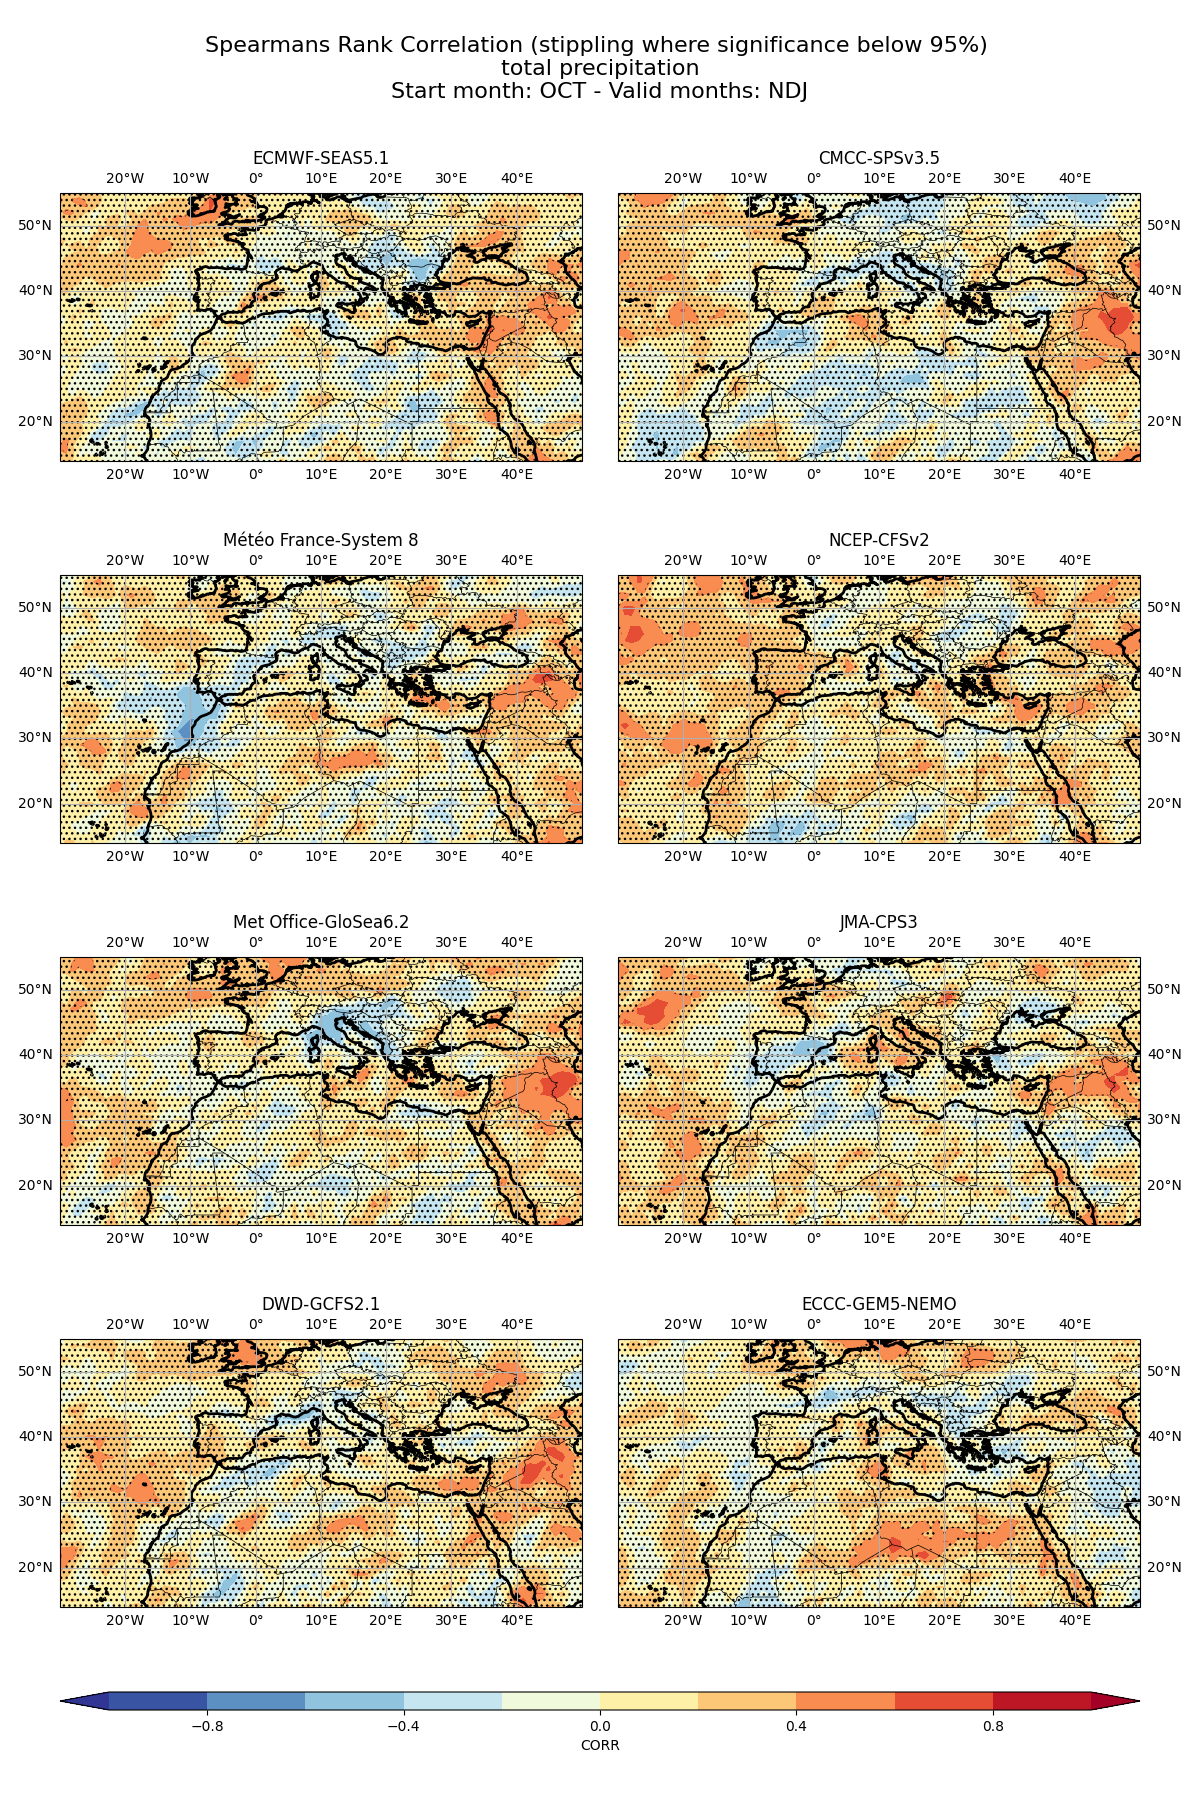 Spearmans Rank Correlation (stippling where significance below 95%)
total precipitation
Start month: OCT - Valid months: NDJ
ECMWF-SEAS5.1
20°W 10°W 0° 10°E 20°E 30°E 40°E
50°N
40°N
30°N
20°N
20°W 10°W 0° 10°E 20°E 30°E 40°E
CMCC-SPSv3.5
20°W 10°W 0° 10°E 20°E 30°E 40°E
50°N
40°N
30°N
20°N
20°W 10°W 0° 10°E 20°E 30°E 40°E
Météo France-System 8
20°W 10°W 0° 10°E 20°E 30°E 40°E
50°N
40°N
30°N
20°N
20°W 10°W 0° 10°E 20°E 30°E 40°E
NCEP-CFSv2
20°W 10°W 0° 10°E 20°E 30°E 40°E
50°N
40°N
30°N
20°N
20°W 10°W 0° 10°E 20°E 30°E 40°E
Met Office-GloSea6.2
20°W 10°W 0° 10°E 20°E 30°E 40°E
50°N
40°N
30°N
20°N
20°W 10°W 0° 10°E 20°E 30°E 40°E
JMA-CPS3
20°W 10°W 0° 10°E 20°E 30°E 40°E
50°N
40°N
30°N
20°N
20°W 10°W 0° 10°E 20°E 30°E 40°E
DWD-GCFS2.1
20°W 10°W 0° 10°E 20°E 30°E 40°E
50°N
40°N
30°N
20°N
20°W 10°W 0° 10°E 20°E 30°E 40°E
ECCC-GEM5-NEMO
20°W 10°W 0° 10°E 20°E 30°E 40°E
50°N
40°N
30°N
20°N
20°W 10°W 0° 10°E 20°E 30°E 40°E
−0.8 −0.4 0.0 0.4 0.8
CORR